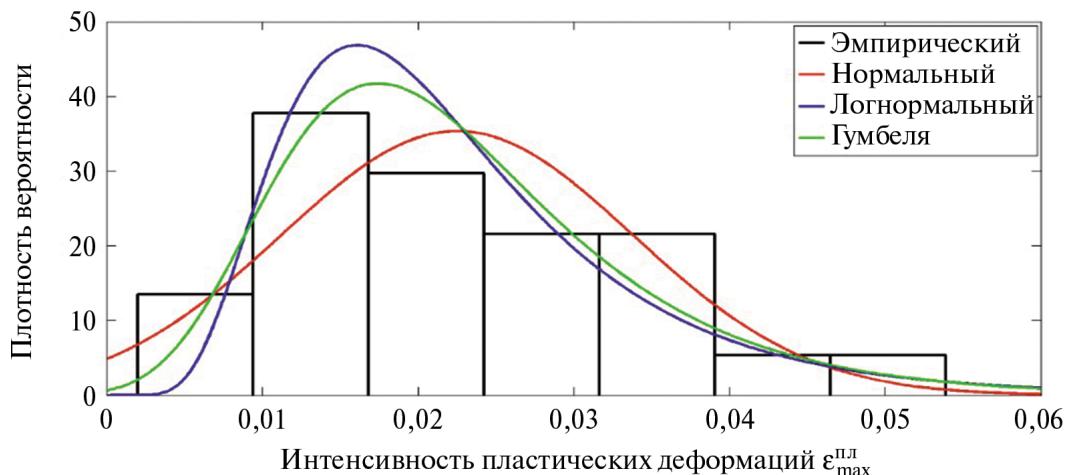 50
40
30
20
10
0
Плотность вероятности
Эмпирический
Нормальный
Логнормальный
Гумбеля
0 0,01 0,02 0,03 0,04 0,05 0,06
Интенсивность пластических деформаций ε^пл_max